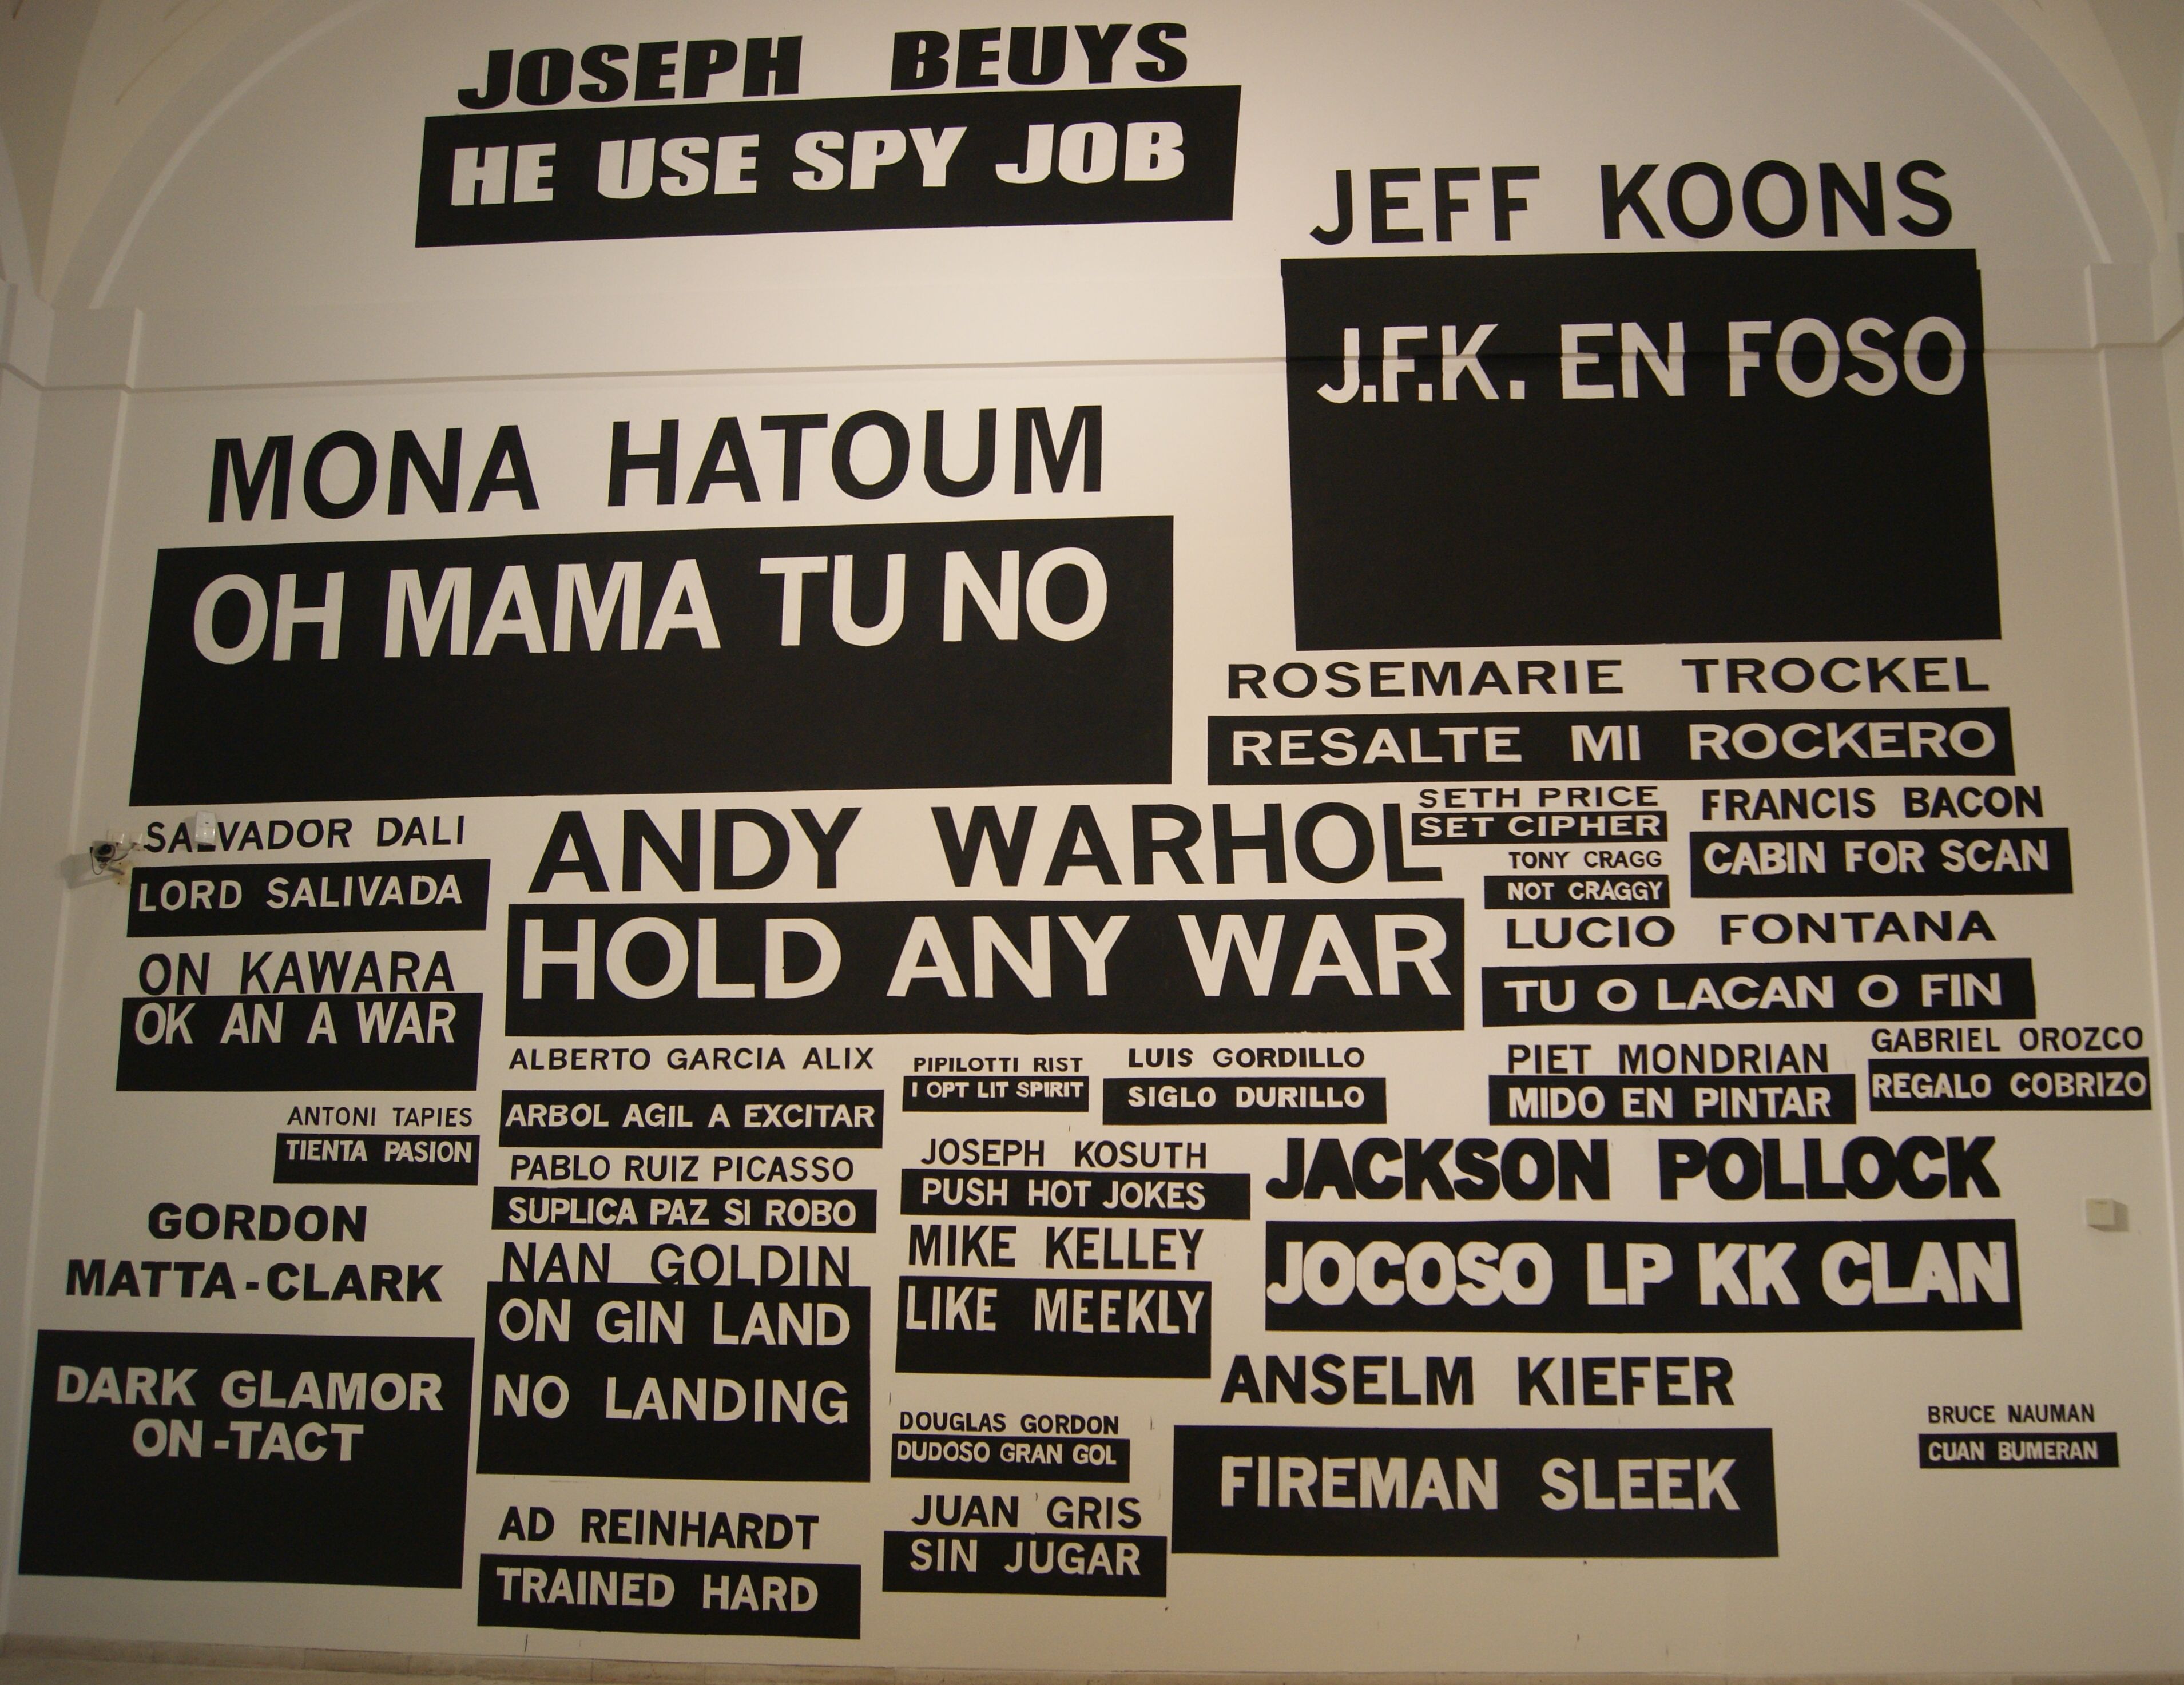 JOSEPH BEUYS
HE USE SPY JOB
JEFF KOONS
J.F.K. EN FOSO
MONA HATOUM
OH MAMA TU NO
ROSEMARIE TROCKEL
RESALTE MI ROCKERO
SALVADOR DALI
LORD SALIVADA
ANDY WARHOL
HOLD ANY WAR
SETH PRICE
SET CIPHER
TONY CRAGG
NOT CRAGGY
FRANCIS BACON
CABIN FOR SCAN
LUCIO FONTANA
TU O LACAN O FIN
ON KAWARA
OK AN A WAR
ALBERTO GARCIA ALIX
ARBOL AGIL A EXCITAR
PIPILOTTI RIST
I OPT LIT SPIRIT
LUIS GORDILLO
SIGLO DURILLO
PIET MONDRIAN
MIDO EN PINTAR
GABRIEL OROZCO
REGALO COBRIZO
ANTONI TAPIES
TIENTA PASION
PABLO RUIZ PICASSO
SUPLICA PAZ SI ROBO
JOSEPH KOSUTH
PUSH HOT JOKES
JACKSON POLLOCK
JOCOSO LP KK CLAN
GORDON
MATTA-CLARK
DARK GLAMOR
ON-TACT
NAN GOLDIN
ON GIN LAND
NO LANDING
MIKE KELLEY
LIKE MEEKLY
ANSELM KIEFER
FIREMAN SLEEK
DOUGLAS GORDON
DUDOSO GRAN GOL
BRUCE NAUMAN
CUAN BUMERAN
AD REINHARDT
TRAINED HARD
JUAN GRIS
SIN JUGAR